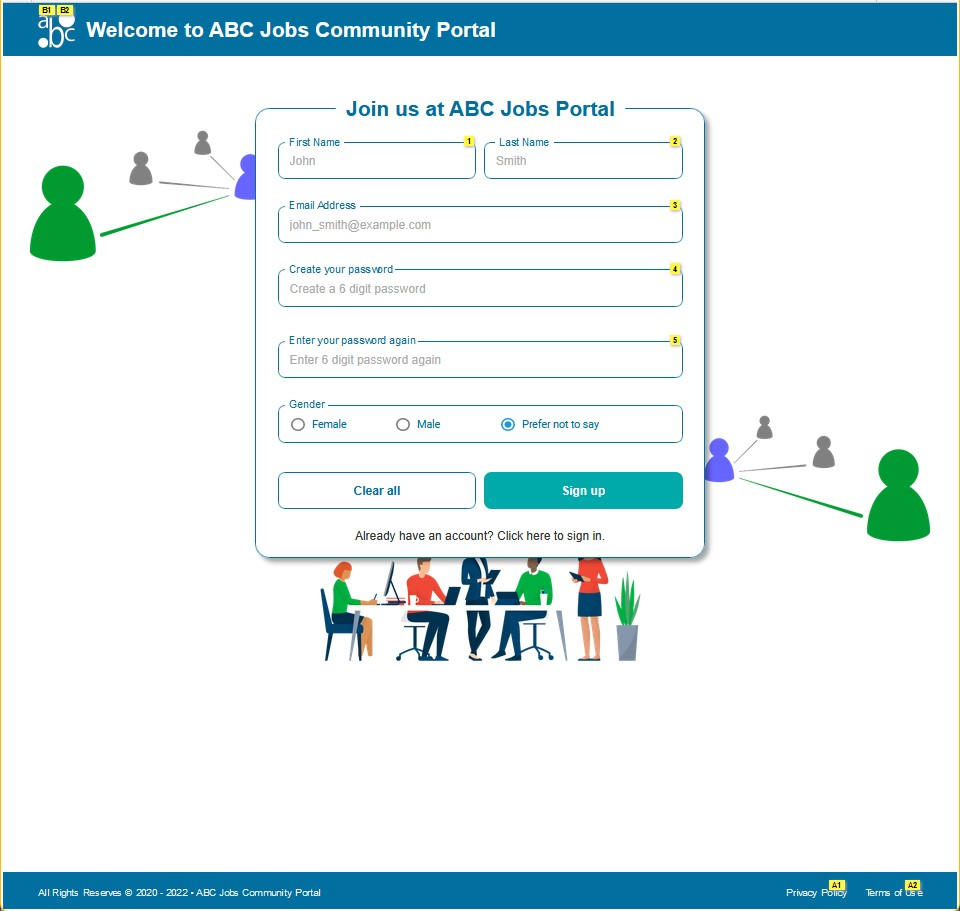 B1 B2
abc
Welcome to ABC Jobs Community Portal
Join us at ABC Jobs Portal
First Name 1 Last Name 2
John Smith
Email Address 3
john_smith@example.com
Create your password 4
Create a 6 digit password
Enter your password again 5
Enter 6 digit password again
Gender
Female Male Prefer not to say
Clear all Sign up
Already have an account? Click here to sign in.
A1 A2
All Rights Reserves © 2020 - 2022 • ABC Jobs Community Portal Privacy Policy Terms of Use